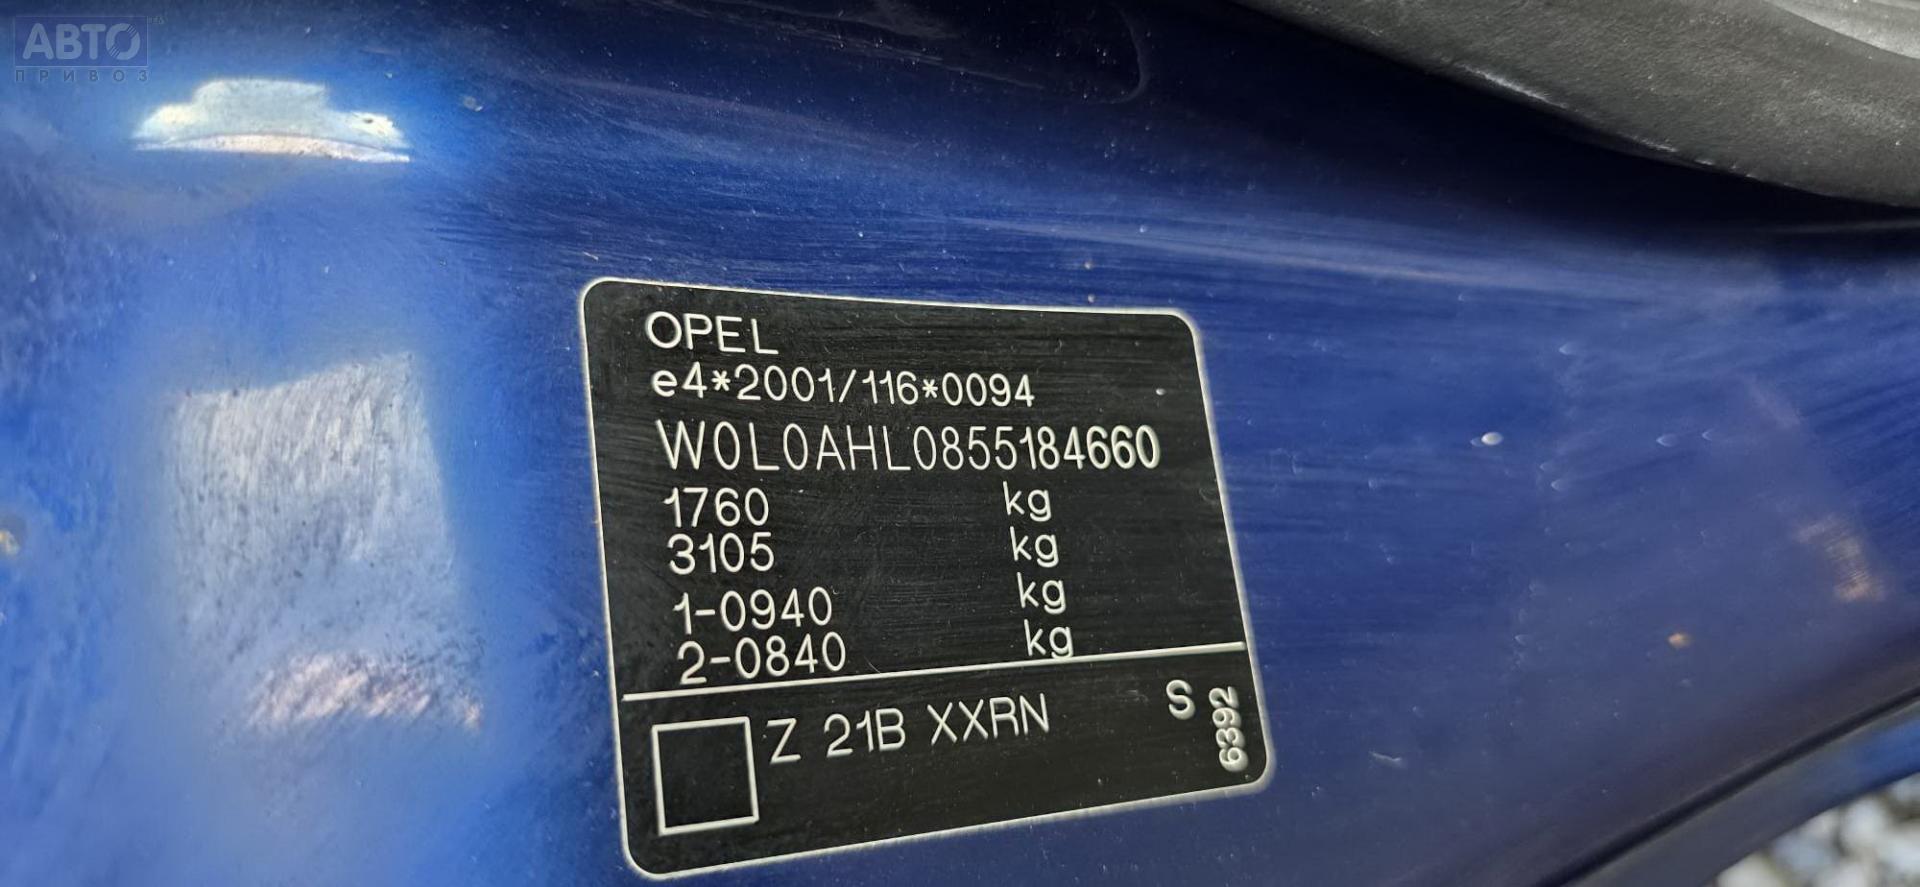 АВТО
ПРИВОЗ
OPEL
e4*2001/116*0094
W0L0AHL0855184660
1760 kg
3105 kg
1-0940 kg
2-0840 kg
Z 21B XXRN S
6392